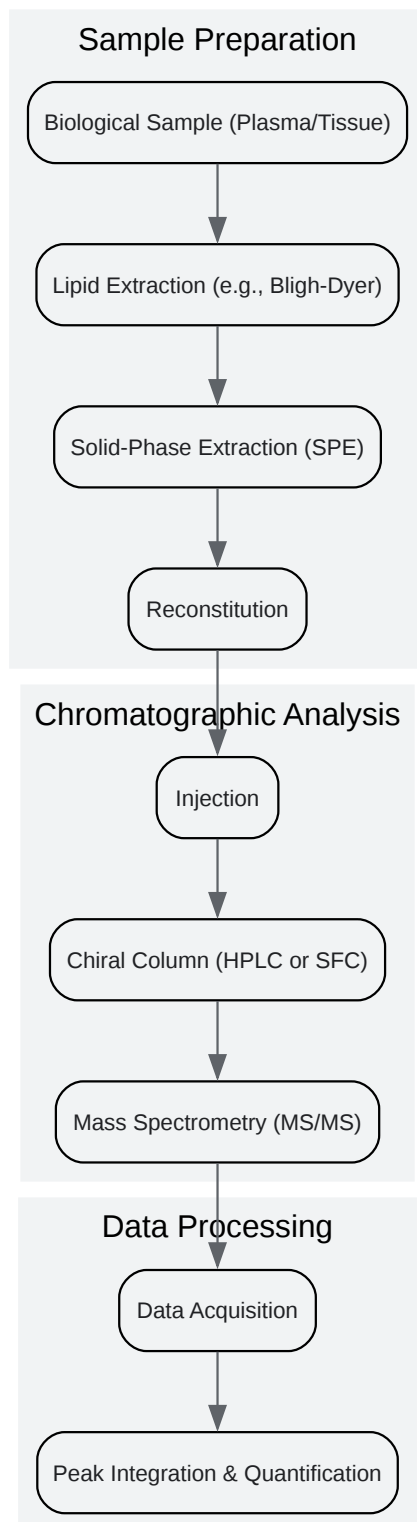 Sample Preparation
Biological Sample (Plasma/Tissue)
Lipid Extraction (e.g., Bligh-Dyer)
Solid-Phase Extraction (SPE)
Reconstitution
Chromatographic Analysis
Injection
Chiral Column (HPLC or SFC)
Mass Spectrometry (MS/MS)
Data Processing
Data Acquisition
Peak Integration & Quantification